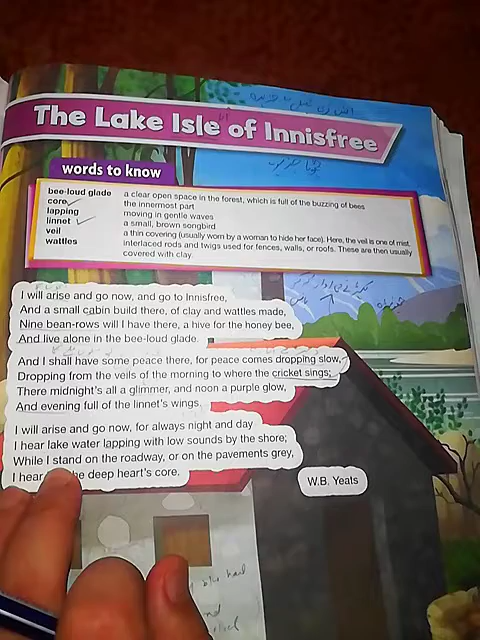 The Lake Isle of Innisfree
words to know
bee-loud glade a clear open space in the forest, which is full of the buzzing of bees
core the innermost part
lapping moving in gentle waves
linnet a small, brown songbird
veil a thin covering (usually worn by a woman to hide her face). Here, the veil is one of mist.
wattles interlaced rods and twigs used for fences, walls, or roofs. These are then usually
covered with clay.
I will arise and go now, and go to Innisfree,
And a small cabin build there, of clay and wattles made,
Nine bean-rows will I have there, a hive for the honey bee,
And live alone in the bee-loud glade.
And I shall have some peace there, for peace comes dropping slow,
Dropping from the veils of the morning to where the cricket sings;
There midnight's all a glimmer, and noon a purple glow,
And evening full of the linnet's wings.
I will arise and go now, for always night and day
I hear lake water lapping with low sounds by the shore;
While I stand on the roadway, or on the pavements grey,
I hear he deep heart's core.
W.B. Yeats